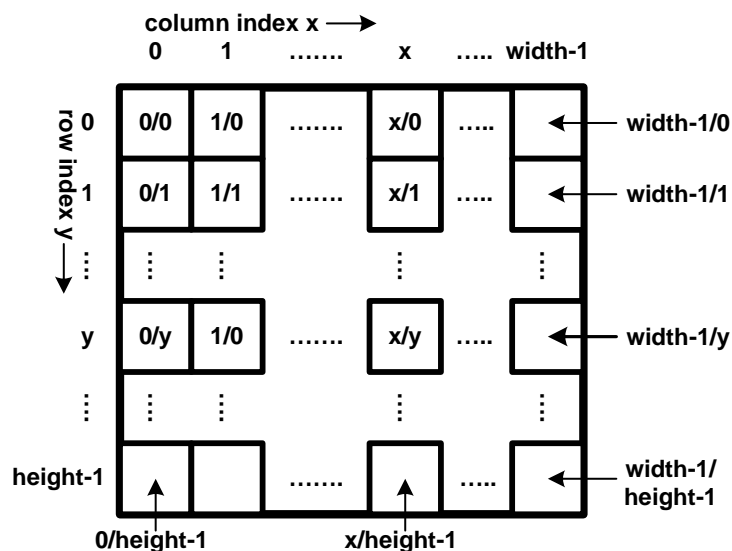 column index x
0 1 ....... x ..... width-1
row index y
0 0/0 1/0 ....... x/0 ..... width-1/0
1 0/1 1/1 ....... x/1 ..... width-1/1
..... ..... ..... ..... .....
y 0/y 1/0 ....... x/y ..... width-1/y
..... ..... ..... ..... .....
height-1 ....... ..... width-1/
height-1
0/height-1 x/height-1